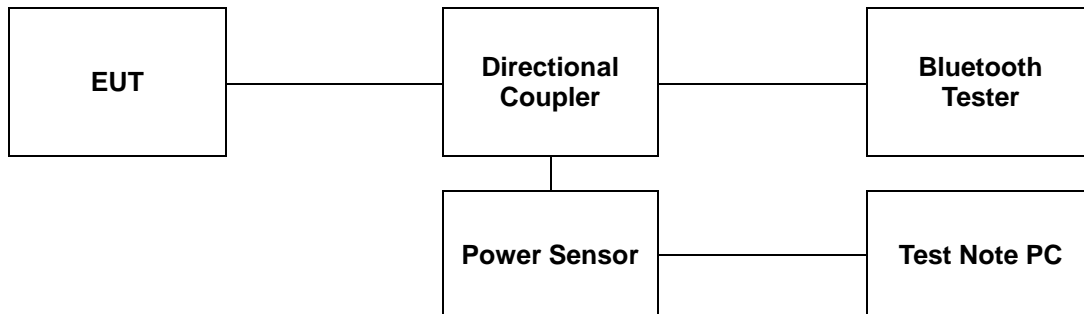 EUT
Directional
Coupler
Bluetooth
Tester
Power Sensor
Test Note PC